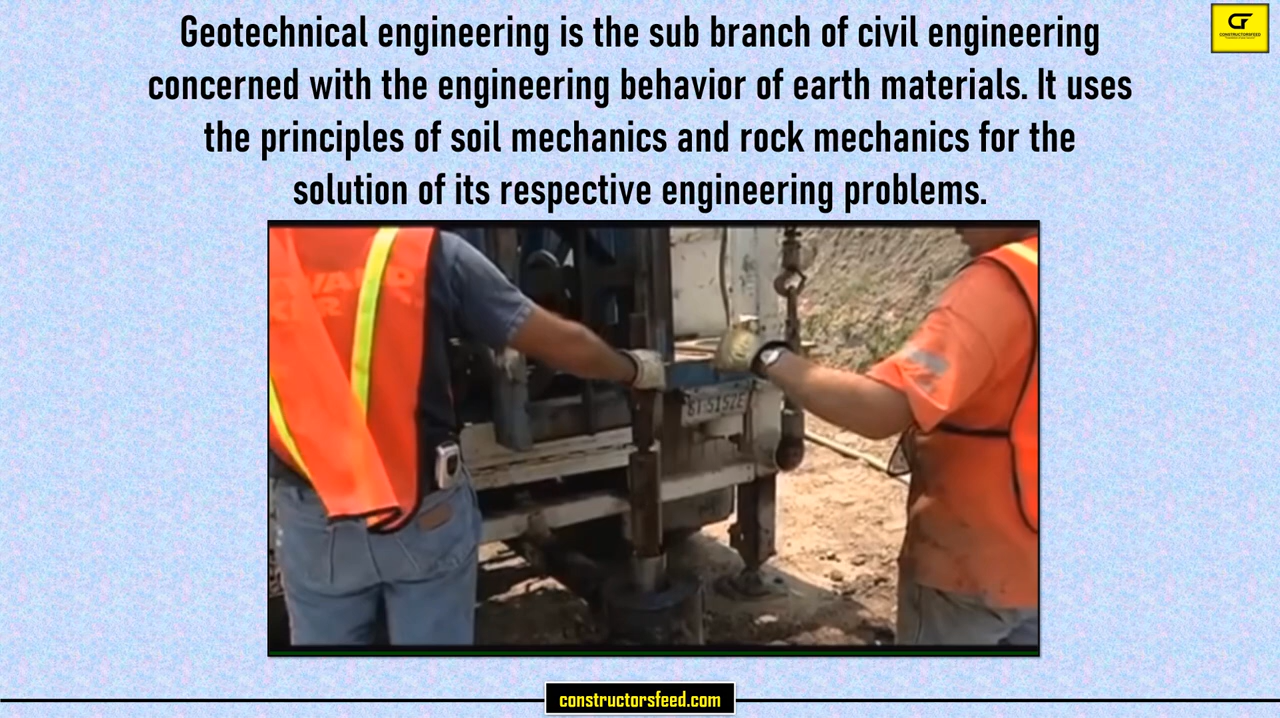 Geotechnical engineering is the sub branch of civil engineering
concerned with the engineering behavior of earth materials. It uses
the principles of soil mechanics and rock mechanics for the
solution of its respective engineering problems.
CONSTRUCTORSFEED
constructorsfeed.com